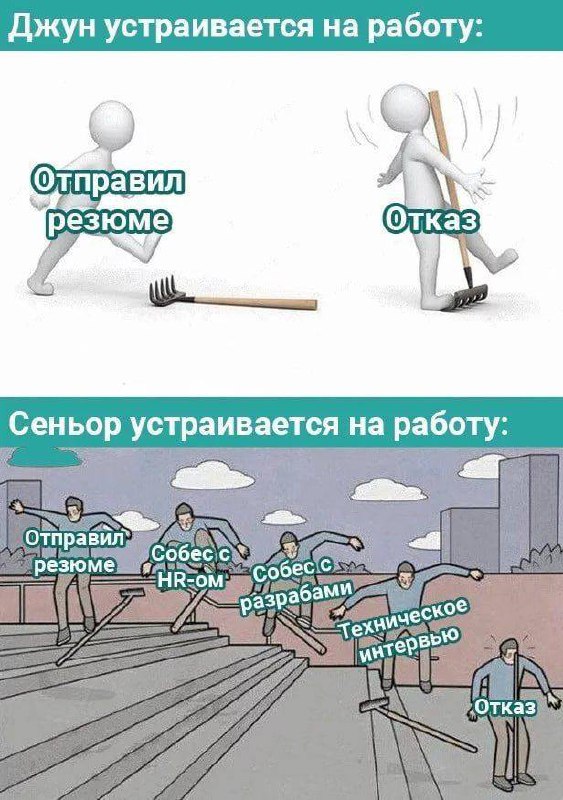 Джун устраивается на работу:
Отправил
резюме
Отказ
Сеньор устраивается на работу:
Отправил
резюме
Собес с
HR-ом
Собес с
разрабами
Техническое
интервью
Отказ